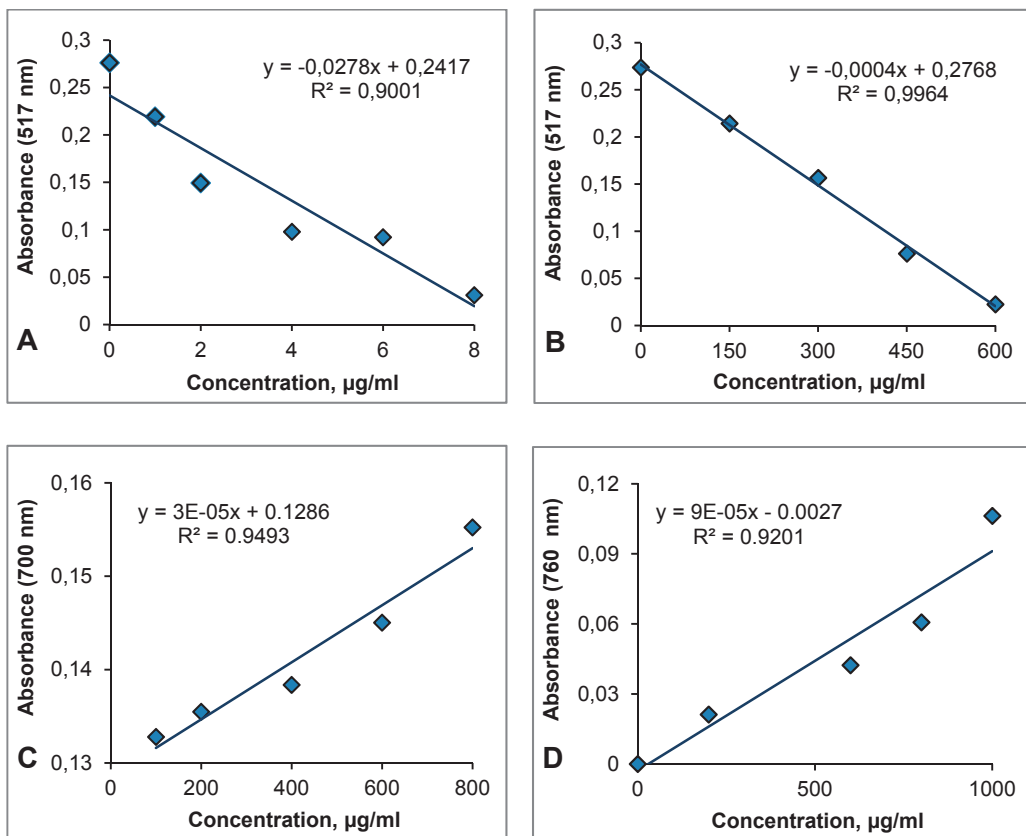 0,3
0,25
0,2
0,15
0,1
0,05
0
Absorbance (517 nm)
y = -0,0278x + 0,2417
R² = 0,9001
0 2 4 6 8
Concentration, µg/ml
A
0,3
0,25
0,2
0,15
0,1
0,05
0
Absorbance (517 nm)
y = -0,0004x + 0,2768
R² = 0,9964
0 150 300 450 600
Concentration, µg/ml
B
0,16
0,15
0,14
0,13
Absorbance (700 nm)
y = 3E-05x + 0.1286
R² = 0.9493
0 200 400 600 800
Concentration, µg/ml
C
0,12
0,09
0,06
0,03
0
Absorbance (760 nm)
y = 9E-05x - 0.0027
R² = 0.9201
0 500 1000
Concentration, µg/ml
D